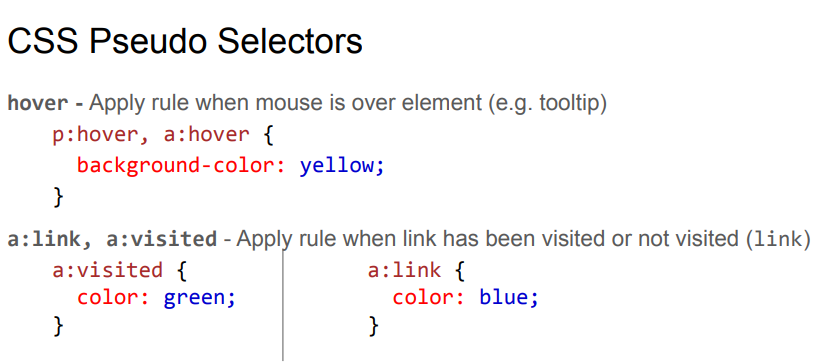 CSS Pseudo Selectors
hover - Apply rule when mouse is over element (e.g. tooltip)
p:hover, a:hover {
background-color: yellow;
}
a:link, a:visited - Apply rule when link has been visited or not visited (link)
a:visited {
color: green;
}
a:link {
color: blue;
}